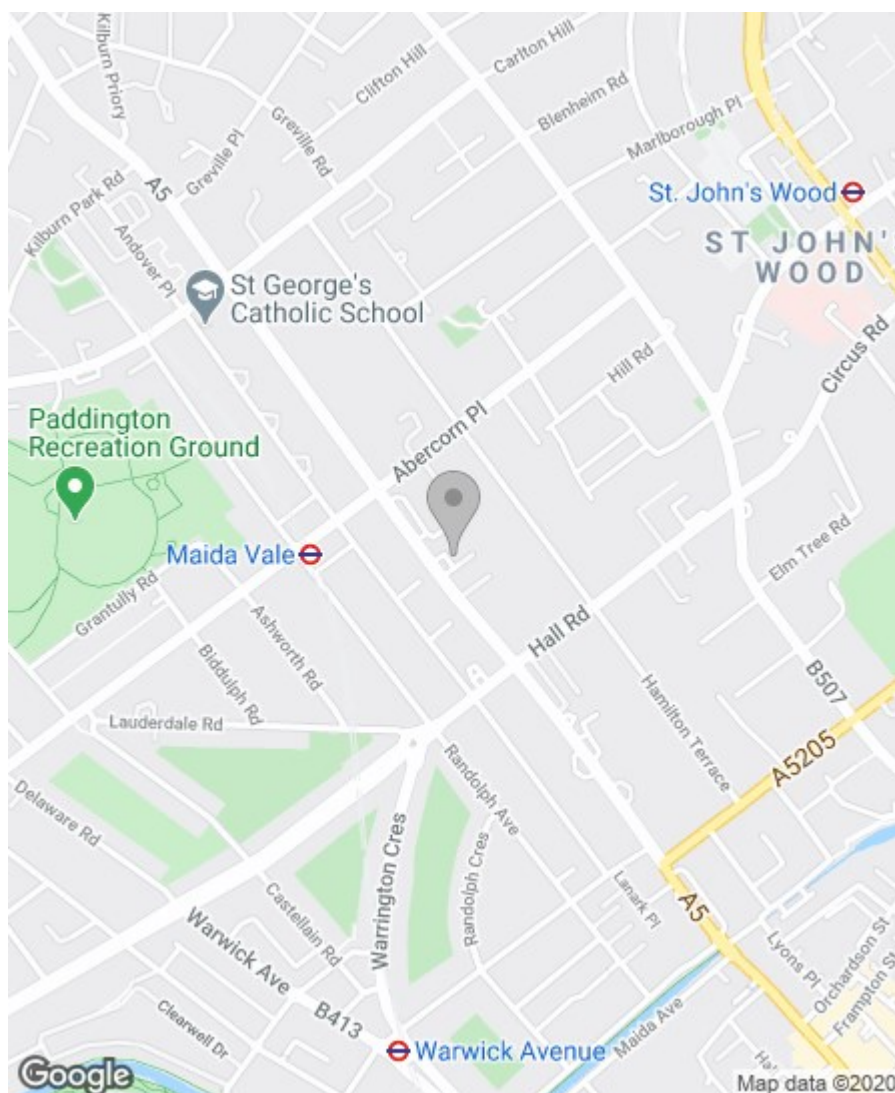 Kilburn Priory
Clifton Hill
Carlton Hill
Blenheim Rd
Marlborough Pl
Greville Pl
Greville Rd
A5
Kilburn Park Rd
Andover Pl
St. John's Wood
ST JOHN'
WOOD
St George's
Catholic School
Circus Rd
Hill Rd
Paddington
Recreation Ground
Abercorn Pl
Maida Vale
Elm Tree Rd
Grantully Rd
Ashworth Rd
Biddulph Rd
Hall Rd
Hamilton Terrace
B507
Lauderdale Rd
A5205
Delaware Rd
Randolph Ave
Warrington Cres
Randolph Cres
Castellain Rd
Lanark Pl
A5
Warwick Ave
B413
Lyons Pl
Orchardson St
Frampton St
Clearwell Dr
Maida Ave
Warwick Avenue
Google
Map data ©2020